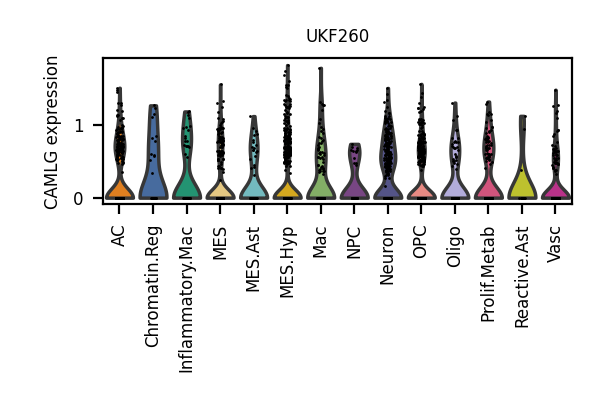 UKF260
CAMLG expression
1
0
AC
Chromatin.Reg
Inflammatory.Mac
MES
MES.Ast
MES.Hyp
Mac
NPC
Neuron
OPC
Oligo
Prolif.Metab
Reactive.Ast
Vasc